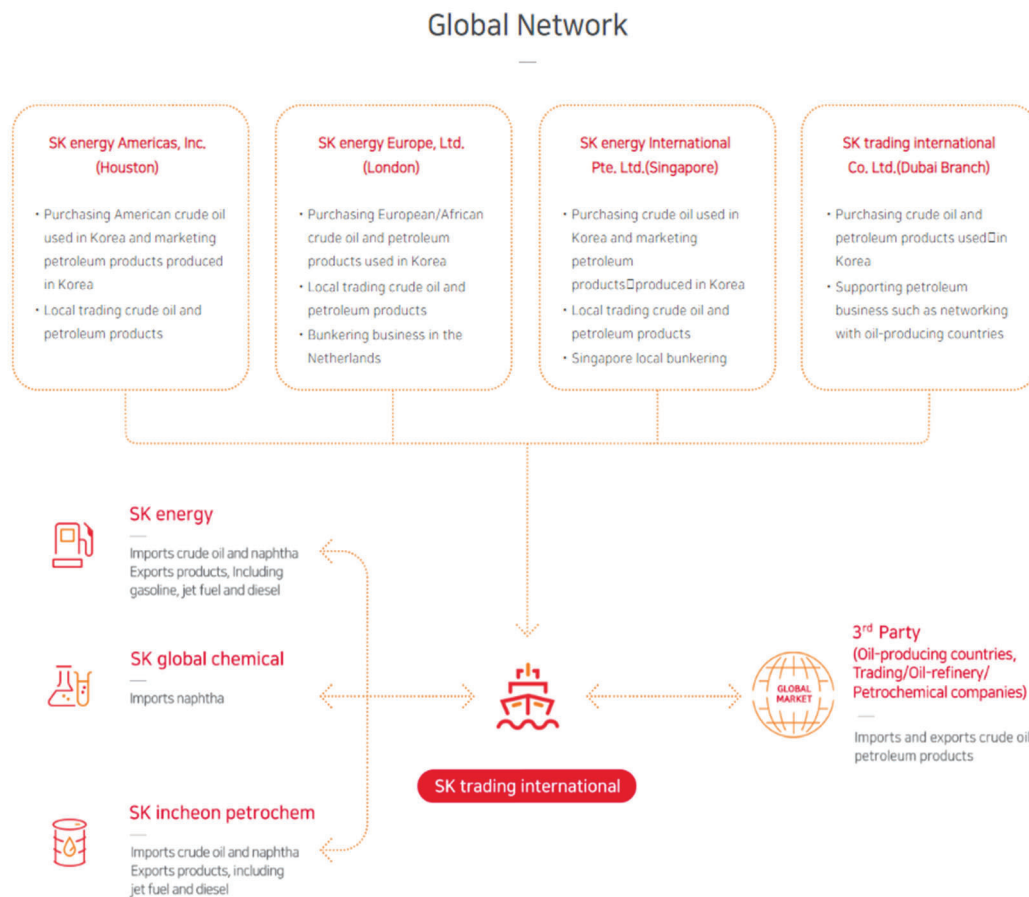 Global Network
SK energy Americas, Inc.
(Houston)
• Purchasing American crude oil
used in Korea and marketing
petroleum products produced
in Korea
• Local trading crude oil and
petroleum products
SK energy Europe, Ltd.
(London)
• Purchasing European/African
crude oil and petroleum
products used in Korea
• Local trading crude oil and
petroleum products
• Bunkering business in the
Netherlands
SK energy International
Pte. Ltd.(Singapore)
• Purchasing crude oil used in
Korea and marketing
petroleum
products□produced in Korea
• Local trading crude oil and
petroleum products
• Singapore local bunkering
SK trading international
Co. Ltd.(Dubai Branch)
• Purchasing crude oil and
petroleum products used□in
Korea
• Supporting petroleum
business such as networking
with oil-producing countries
SK energy
Imports crude oil and naphtha
Exports products, Including
gasoline, jet fuel and diesel
SK global chemical
Imports naphtha
SK incheon petrochem
Imports crude oil and naphtha
Exports products, including
jet fuel and diesel
SK trading international
GLOBAL
MARKET
3rd Party
(Oil-producing countries,
Trading/Oil-refinery/
Petrochemical companies)
Imports and exports crude oil
petroleum products